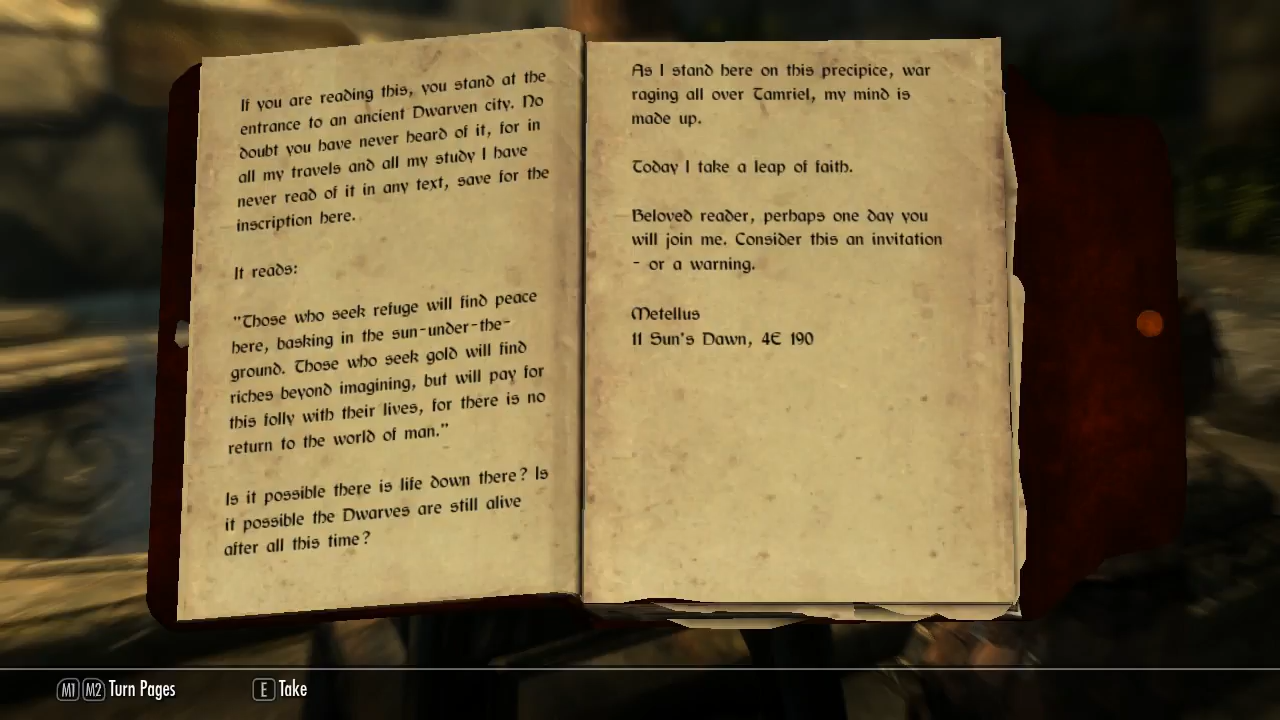 If you are reading this, you stand at the
entrance to an ancient Dwarven city. No
doubt you have never heard of it, for in
all my travels and all my study I have
never read of it in any text, save for the
inscription here.
It reads:
"Those who seek refuge will find peace
here, basking in the sun-under-the-
ground. Those who seek gold will find
riches beyond imagining, but will pay for
this folly with their lives, for there is no
return to the world of man."
Is it possible there is life down there? Is
it possible the Dwarves are still alive
after all this time?
As I stand here on this precipice, war
raging all over Tamriel, my mind is
made up.
Today I take a leap of faith.
Beloved reader, perhaps one day you
will join me. Consider this an invitation
- or a warning.
Metellus
11 Sun's Dawn, 4E 190
M1 M2 Turn Pages
E Take